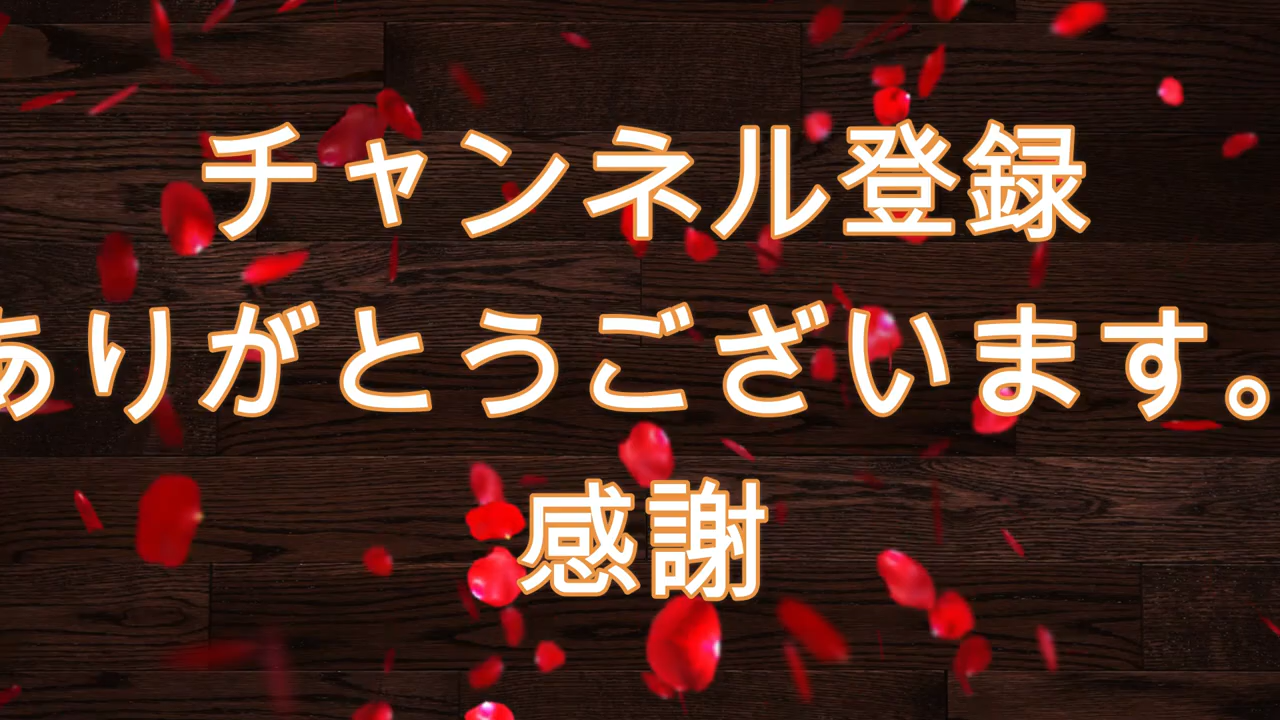 チャンネル登録
ありがとうございます。
感謝